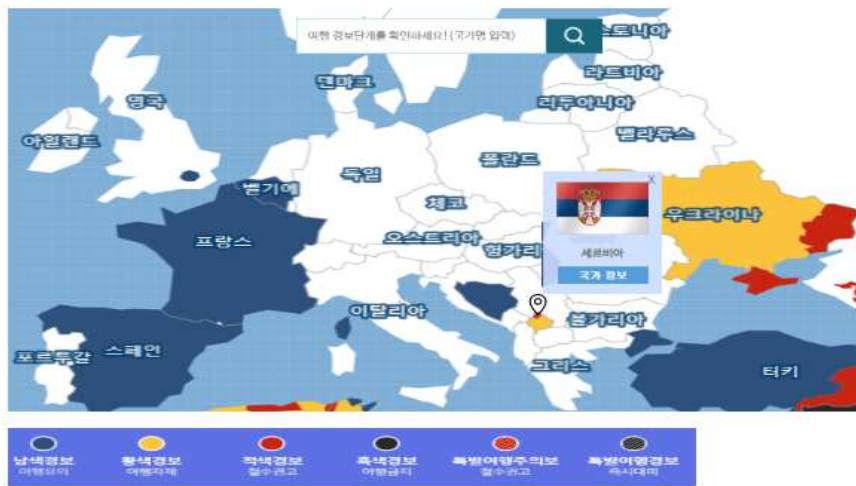 여행 경보단계를 확인하세요! (국가명 입력)
에스토니아
라트비아
덴마크
리투아니아
영국
벨라루스
아일랜드
폴란드
독일
벨기에
X
체코
우크라이나
프랑스
오스트리아
헝가리
세르비아
국가 정보
이탈리아
불가리아
스페인
포르투갈
그리스
터키
남색경보
여행유의
황색경보
여행자제
적색경보
철수권고
흑색경보
여행금지
특별여행주의보
철수권고
특별여행경보
즉시대피